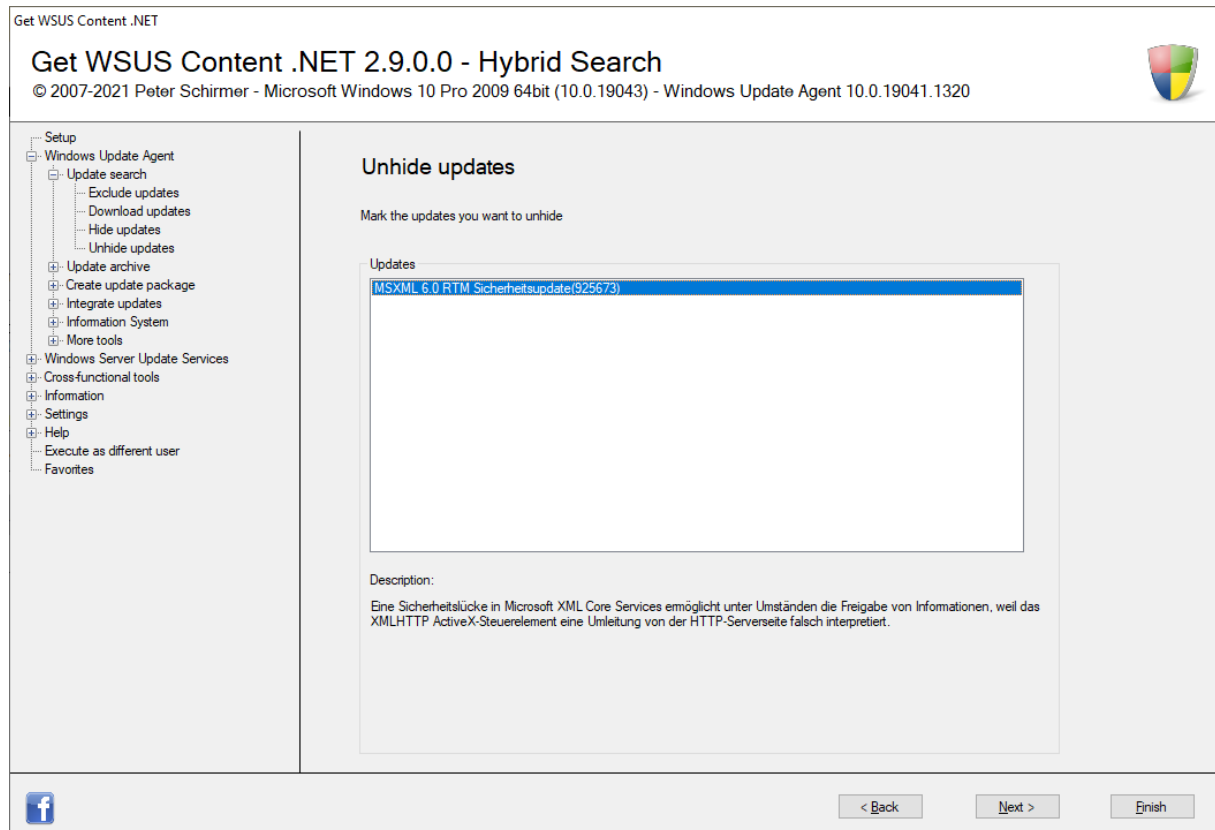 Get WSUS Content .NET
Get WSUS Content .NET 2.9.0.0 - Hybrid Search
© 2007-2021 Peter Schirmer - Microsoft Windows 10 Pro 2009 64bit (10.0.19043) - Windows Update Agent 10.0.19041.1320
Setup
Windows Update Agent
Update search
Exclude updates
Download updates
Hide updates
Unhide updates
Update archive
Create update package
Integrate updates
Information System
More tools
Windows Server Update Services
Cross-functional tools
Information
Settings
Help
Execute as different user
Favorites
Unhide updates
Mark the updates you want to unhide
Updates
MSXML 6.0 RTM Sicherheitsupdate(925673)
Description:
Eine Sicherheitslücke in Microsoft XML Core Services ermöglicht unter Umständen die Freigabe von Informationen, weil das
XMLHTTP ActiveX-Steuerelement eine Umleitung von der HTTP-Serverseite falsch interpretiert.
f
< Back
Next >
Finish